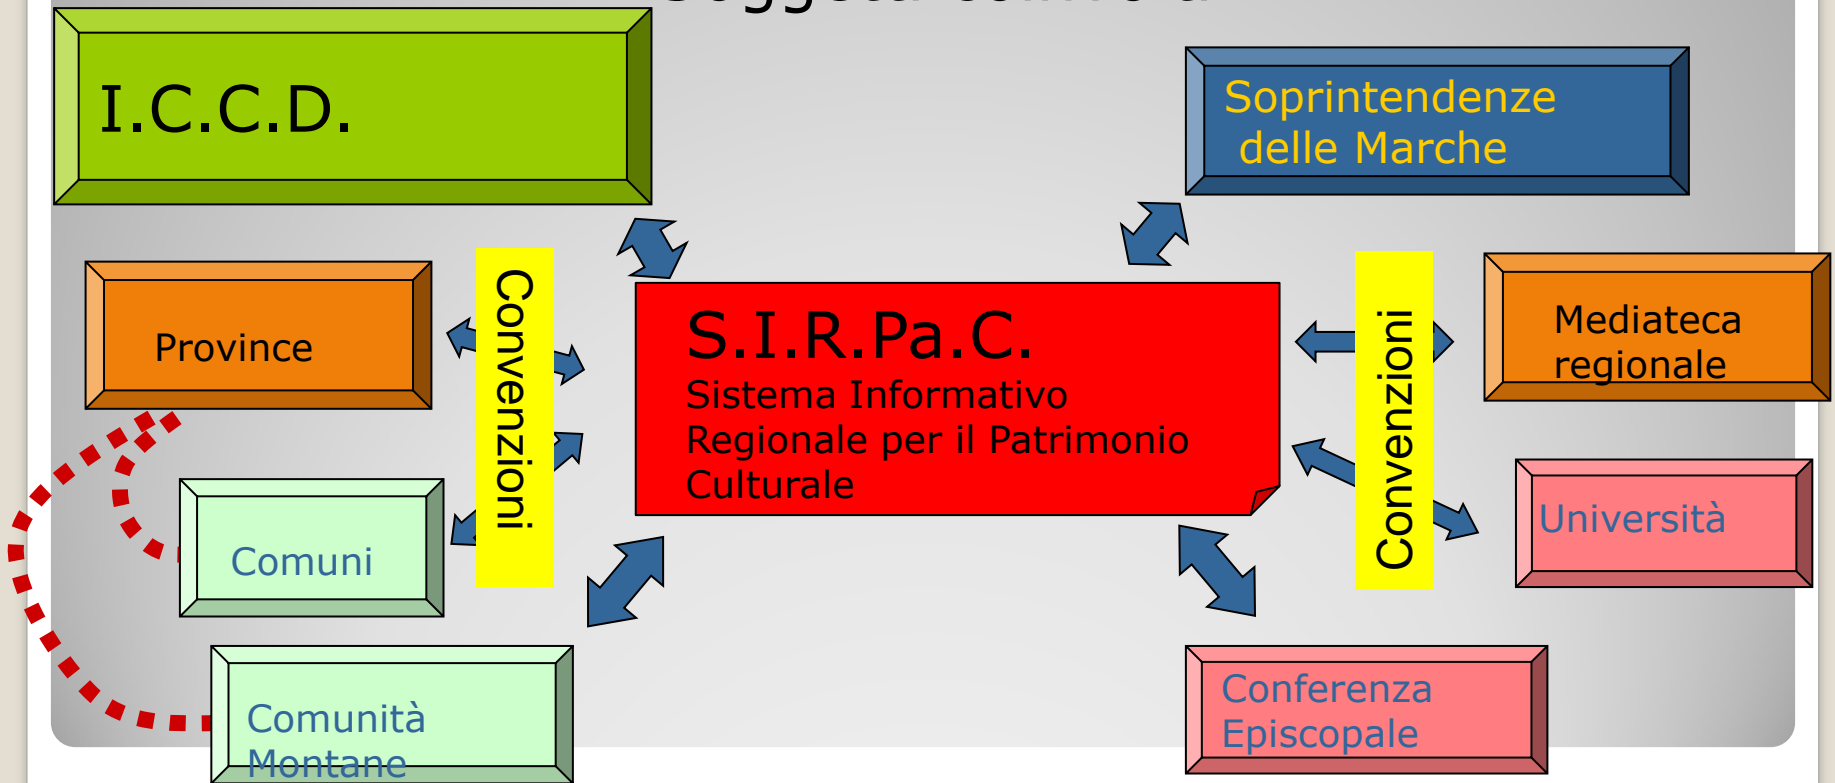 I.C.C.D.
Soprintendenze
delle Marche
Province
Convenzioni
S.I.R.Pa.C.
Sistema Informativo
Regionale per il Patrimonio
Culturale
Convenzioni
Mediateca
regionale
Comuni
Università
Comunità
Montane
Conferenza
Episcopale